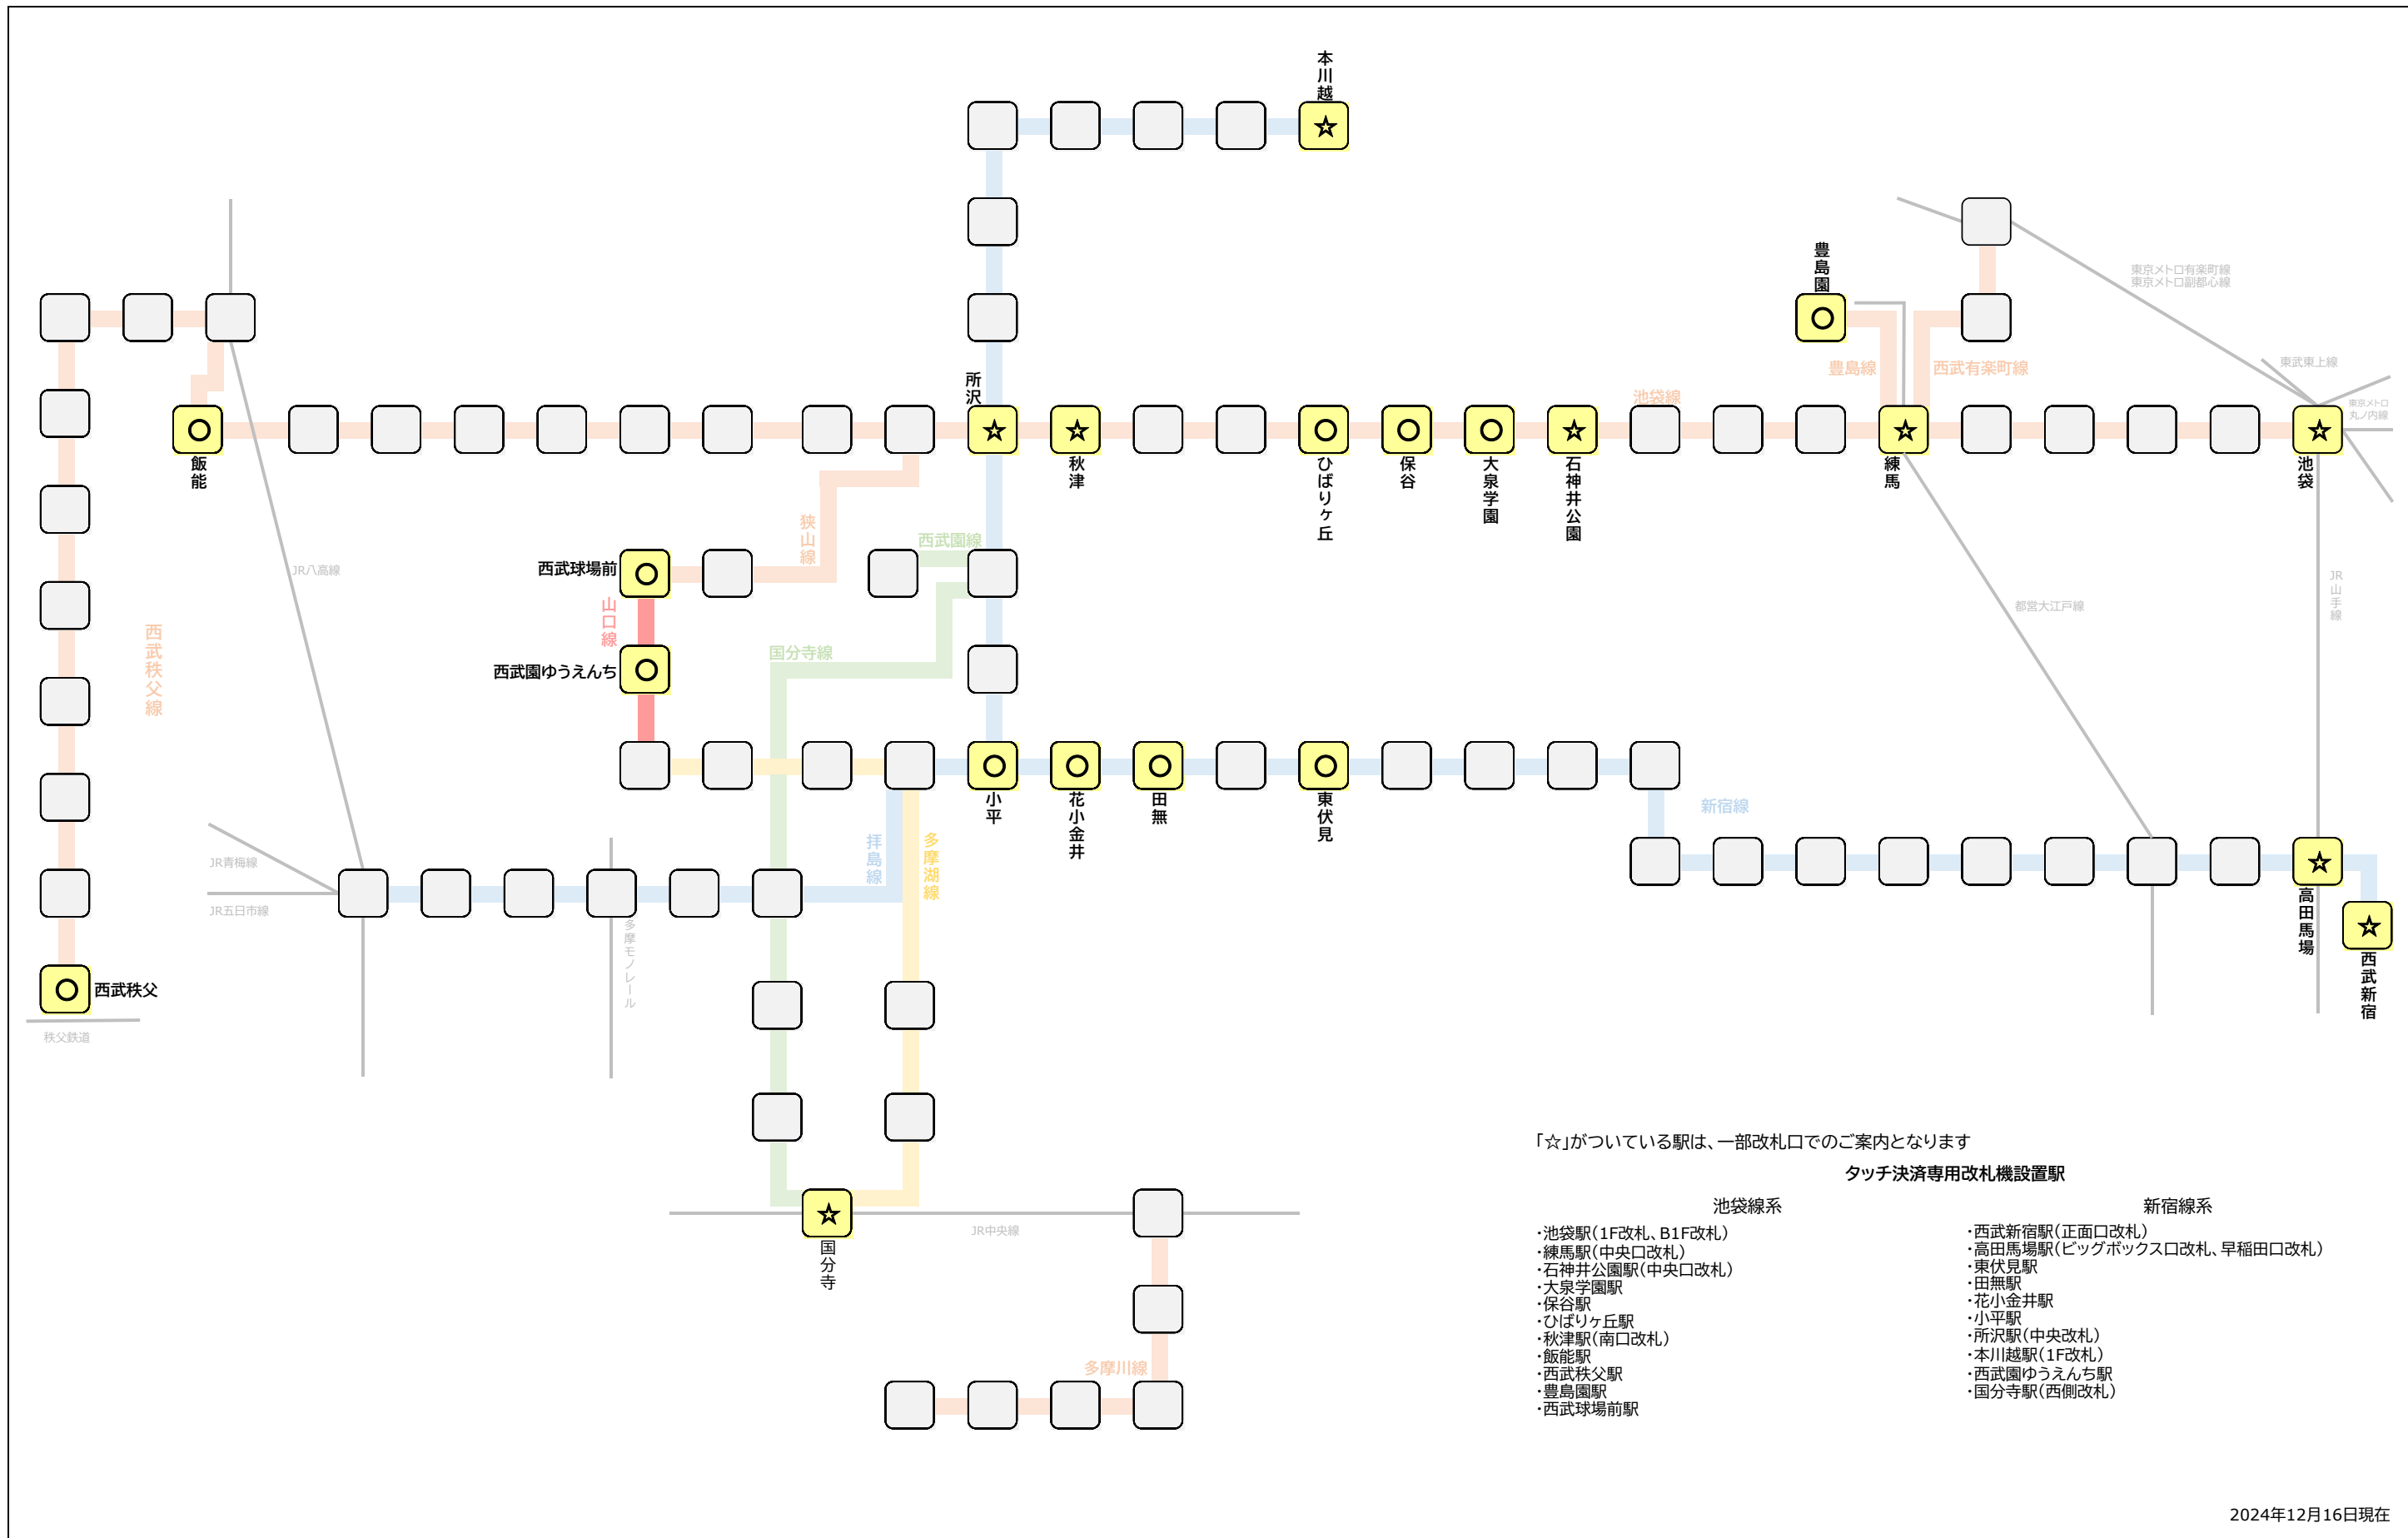 本川越
豊島園
東京メトロ有楽町線
東京メトロ副都心線
豊島線
西武有楽町線
東武東上線
所沢
池袋線
東京メトロ
丸ノ内線
飯能
秋津
ひばりヶ丘
保谷
大泉学園
石神井公園
練馬
池袋
狭山線
西武園線
西武球場前
JR八高線
JR山手線
山口線
都営大江戸線
西武秩父線
国分寺線
西武園ゆうえんち
小平
花小金井
田無
東伏見
新宿線
拝島線
多摩湖線
JR青梅線
JR五日市線
多摩モノレール
高田馬場
西武新宿
西武秩父
秩父鉄道
国分寺
JR中央線
多摩川線
「☆」がついている駅は、一部改札口でのご案内となります
タッチ決済専用改札機設置駅
池袋線系
・池袋駅(1F改札、B1F改札)
・練馬駅(中央口改札)
・石神井公園駅(中央口改札)
・大泉学園駅
・保谷駅
・ひばりヶ丘駅
・秋津駅(南口改札)
・飯能駅
・西武秩父駅
・豊島園駅
・西武球場前駅
新宿線系
・西武新宿駅(正面口改札)
・高田馬場駅(ビッグボックス口改札、早稲田口改札)
・東伏見駅
・田無駅
・花小金井駅
・小平駅
・所沢駅(中央改札)
・本川越駅(1F改札)
・西武園ゆうえんち駅
・国分寺駅(西側改札)
2024年12月16日現在